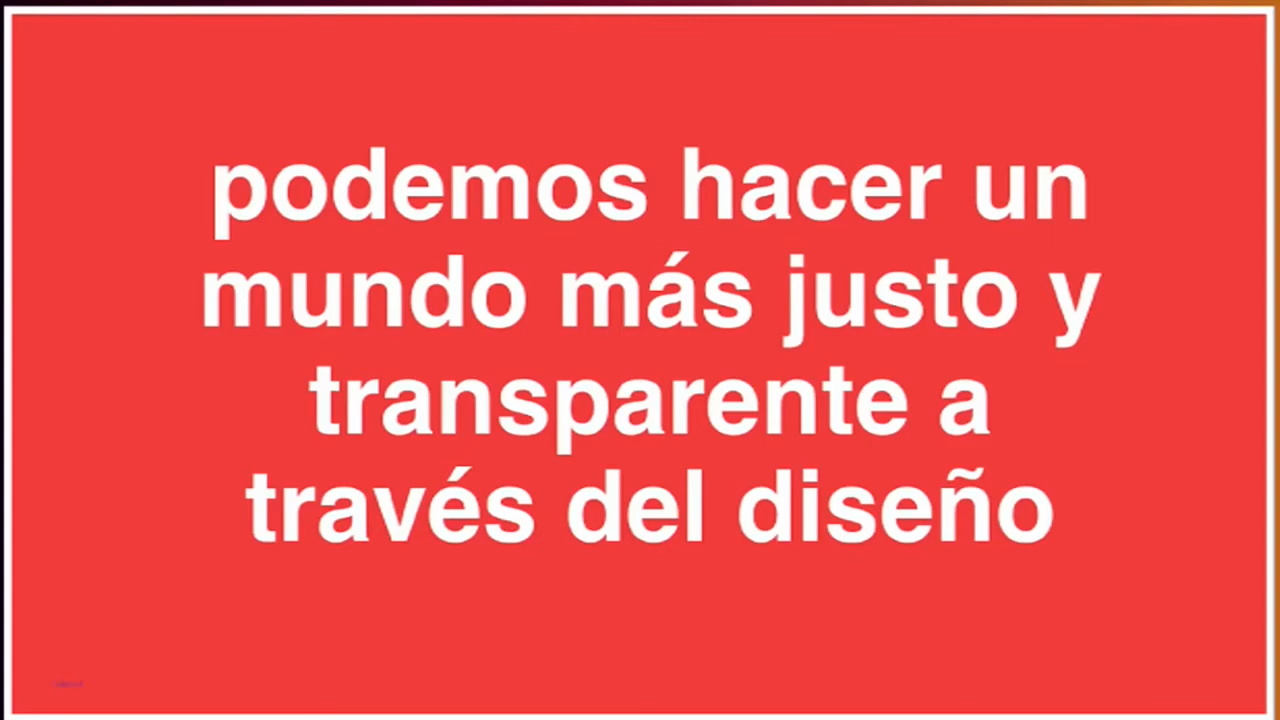 podemos hacer un
mundo más justo y
transparente a
través del diseño